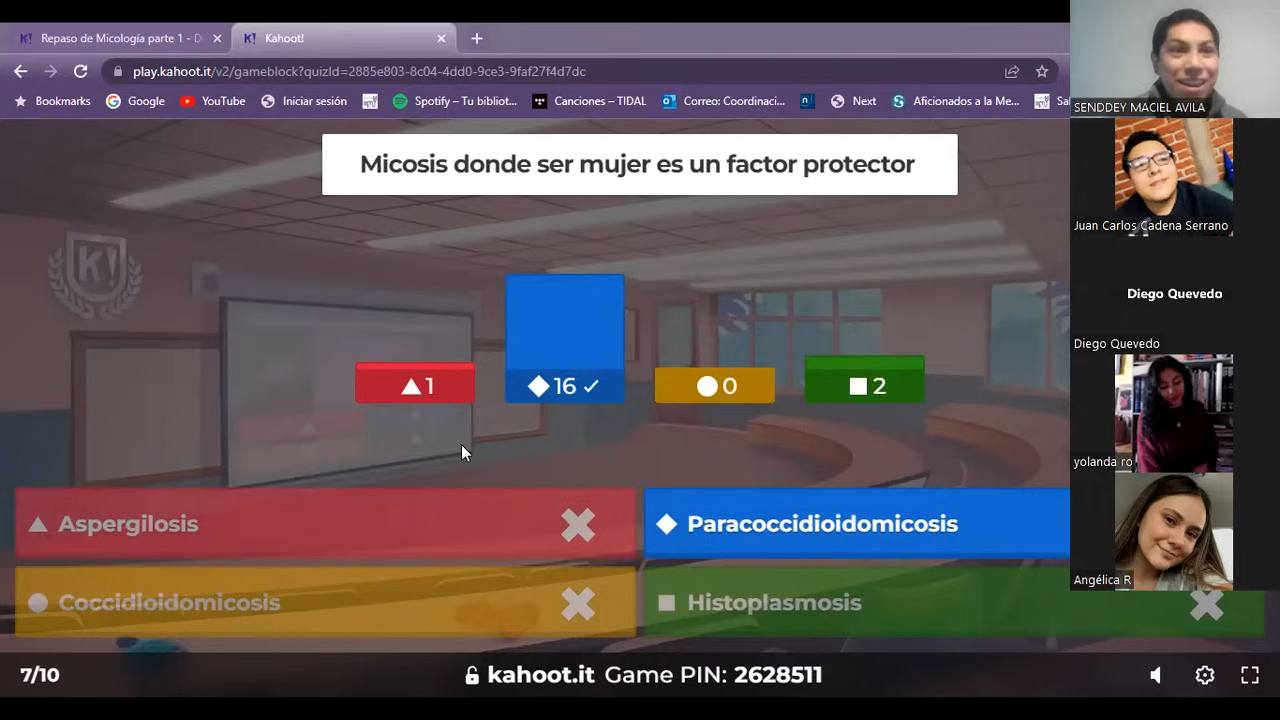 Repaso de Micología parte 1 - D
Kahoot!
play.kahoot.it/v2/gameblock?quizId=2885e803-8c04-4dd0-9ce3-9faf27f4d7dc
Bookmarks
Google
YouTube
Iniciar sesión
Spotify – Tu bibliot...
Canciones – TIDAL
Correo: Coordinaci...
Next
Aficionados a la Me...
Sal
SENDDEY MACIEL AVILA
Micosis donde ser mujer es un factor protector
Juan Carlos Cadena Serrano
Diego Quevedo
Diego Quevedo
K!
1
16
0
2
yolanda ro
Aspergilosis
Paracoccidioidomicosis
Angélica R
Coccidioidomicosis
Histoplasmosis
7/10
kahoot.it Game PIN: 2628511